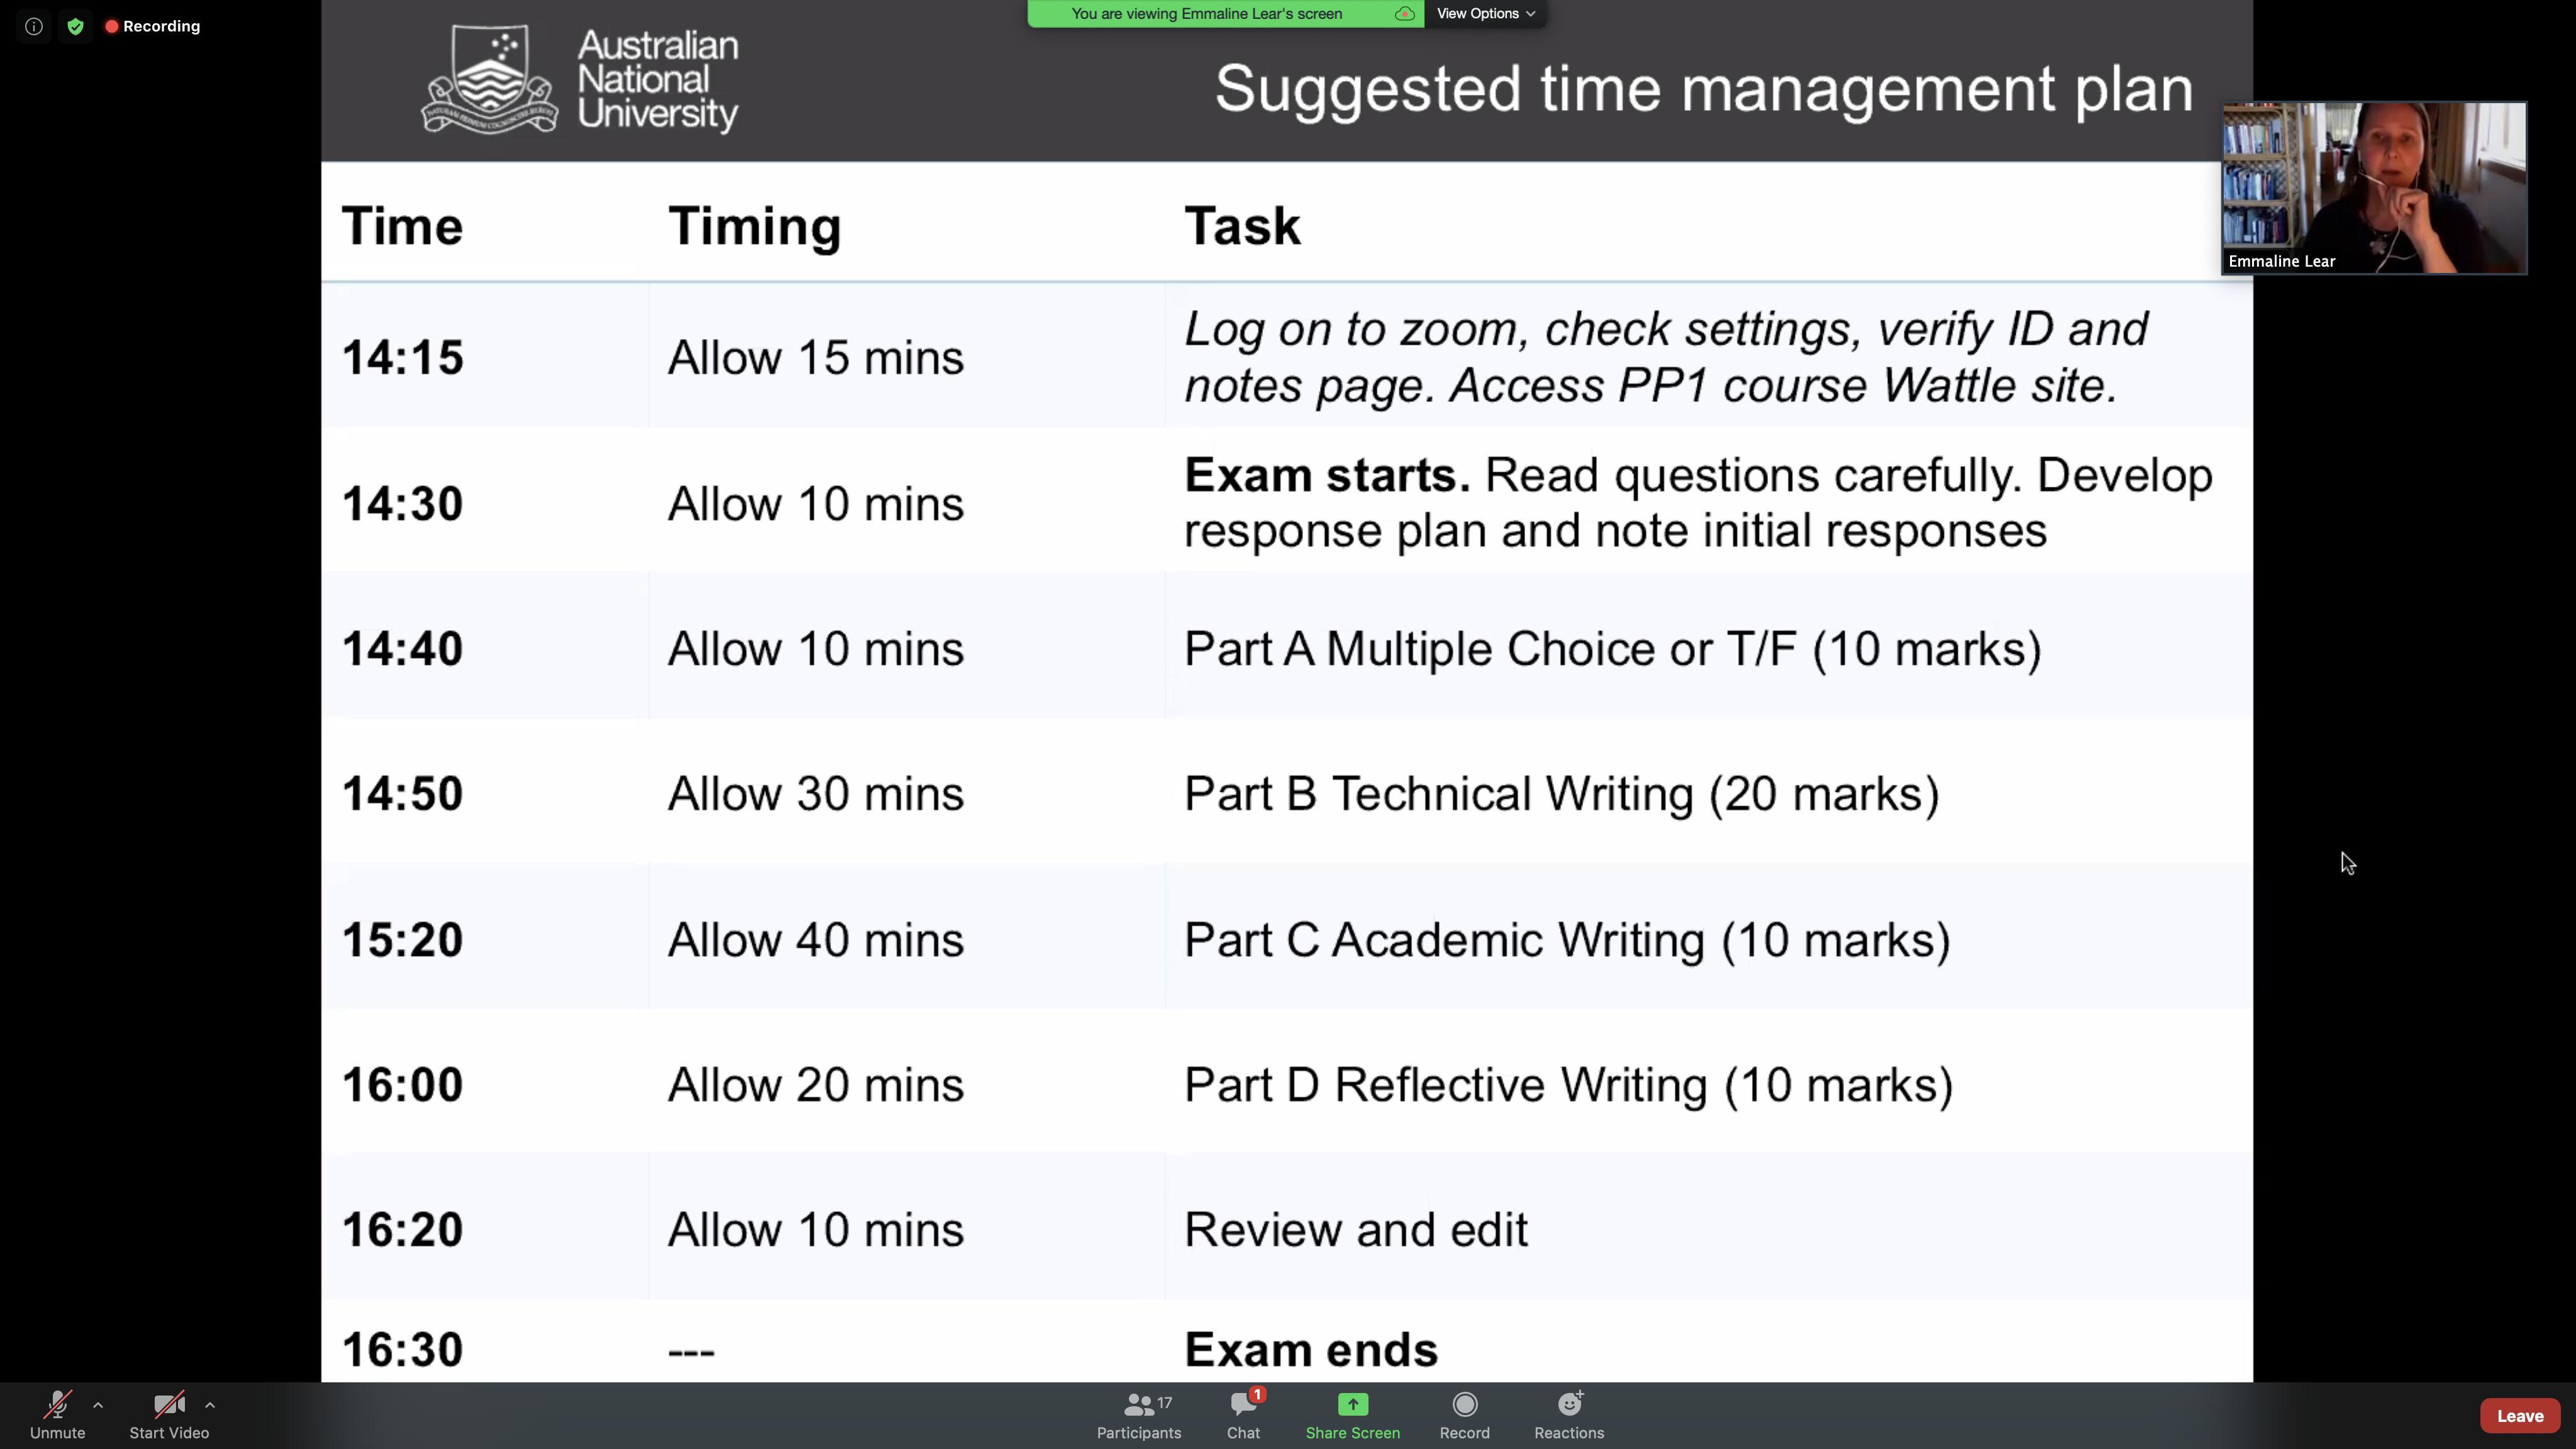 Recording
You are viewing Emmaline Lear's screen
View Options
Australian
National
University
Suggested time management plan
Emmaline Lear
Time Timing Task
14:15 Allow 15 mins Log on to zoom, check settings, verify ID and
notes page. Access PP1 course Wattle site.
14:30 Allow 10 mins Exam starts. Read questions carefully. Develop
response plan and note initial responses
14:40 Allow 10 mins Part A Multiple Choice or T/F (10 marks)
14:50 Allow 30 mins Part B Technical Writing (20 marks)
15:20 Allow 40 mins Part C Academic Writing (10 marks)
16:00 Allow 20 mins Part D Reflective Writing (10 marks)
16:20 Allow 10 mins Review and edit
16:30 --- Exam ends
17
1
Unmute
Start Video
Participants
Chat
Share Screen
Record
Reactions
Leave